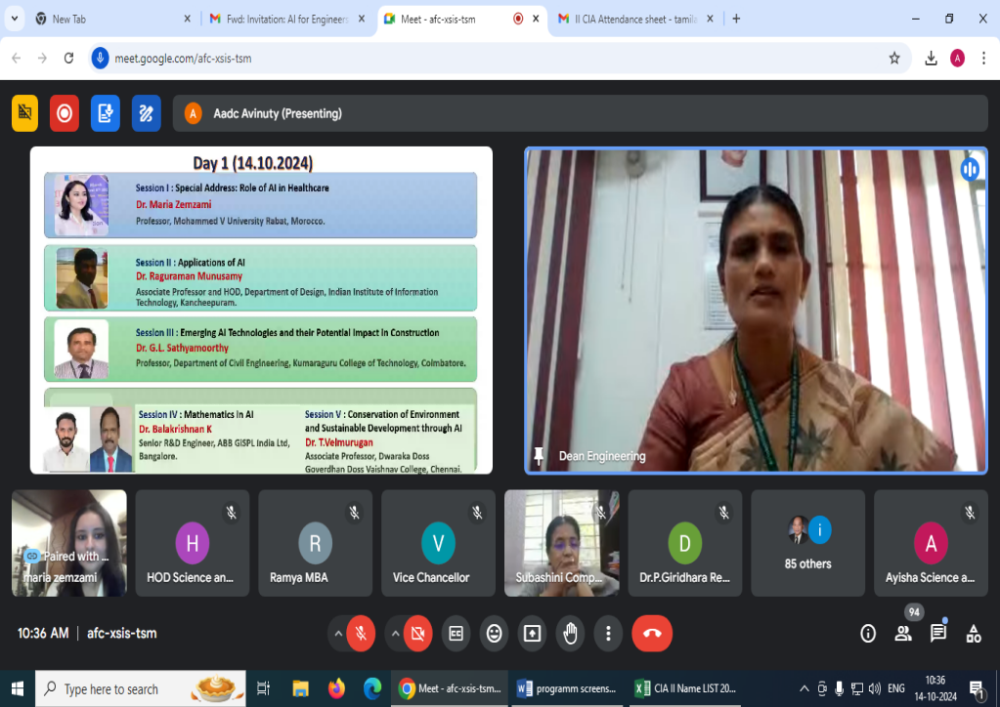 New Tab
Fwd: Invitation: AI for Engineers
Meet - afc-xsis-tsm
II CIA Attendance sheet - tamila
meet.google.com/afc-xsis-tsm
A
A
Aadc Avinuty (Presenting)
Day 1 (14.10.2024)
Session I : Special Address: Role of AI in Healthcare
Dr. Maria Zemzami
Professor, Mohammed V University Rabat, Morocco.
Session II : Applications of AI
Dr. Raguraman Munusamy
Associate Professor and HOD, Department of Design, Indian Institute of Information
Technology, Kancheepuram.
Session III : Emerging AI Technologies and their Potential Impact in Construction
Dr. G.L. Sathyamoorthy
Professor, Department of Civil Engineering, Kumaraguru College of Technology, Coimbatore.
Session IV : Mathematics in AI
Dr. Balakrishnan K
Senior R&D Engineer, ABB GISPL India Ltd,
Bangalore.
Session V : Conservation of Environment
and Sustainable Development through AI
Dr. T.Velmurugan
Associate Professor, Dwaraka Doss
Goverdhan Doss Vaishnav College, Chennai.
Dean Engineering
Paired with ...
maria zemzami
H
HOD Science an...
R
Ramya MBA
V
Vice Chancellor
Subashini Comp...
D
Dr.P.Giridhara Re...
i
85 others
A
Ayisha Science a...
10:36 AM | afc-xsis-tsm
CC
94
Type here to search
Meet - afc-xsis-tsm...
programm screens...
CIA II Name LIST 20...
ENG
10:36
14-10-2024
1